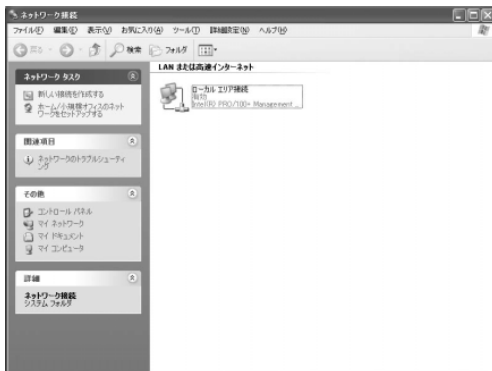 ネットワーク接続
ファイル(F) 編集(E) 表示(V) お気に入り(A) ツール(T) 詳細設定(N) ヘルプ(H)
戻る 検索 フォルダ
ネットワーク タスク
新しい接続を作成する
ホーム/小規模オフィスのネット
ワークをセットアップする
関連項目
ネットワークのトラブルシューティ
ング
その他
コントロール パネル
マイ ネットワーク
マイ ドキュメント
マイ コンピュータ
詳細
ネットワーク接続
システム フォルダ
LAN または高速インターネット
ローカル エリア接続
有効
Intel(R) PRO/100+ Management ...